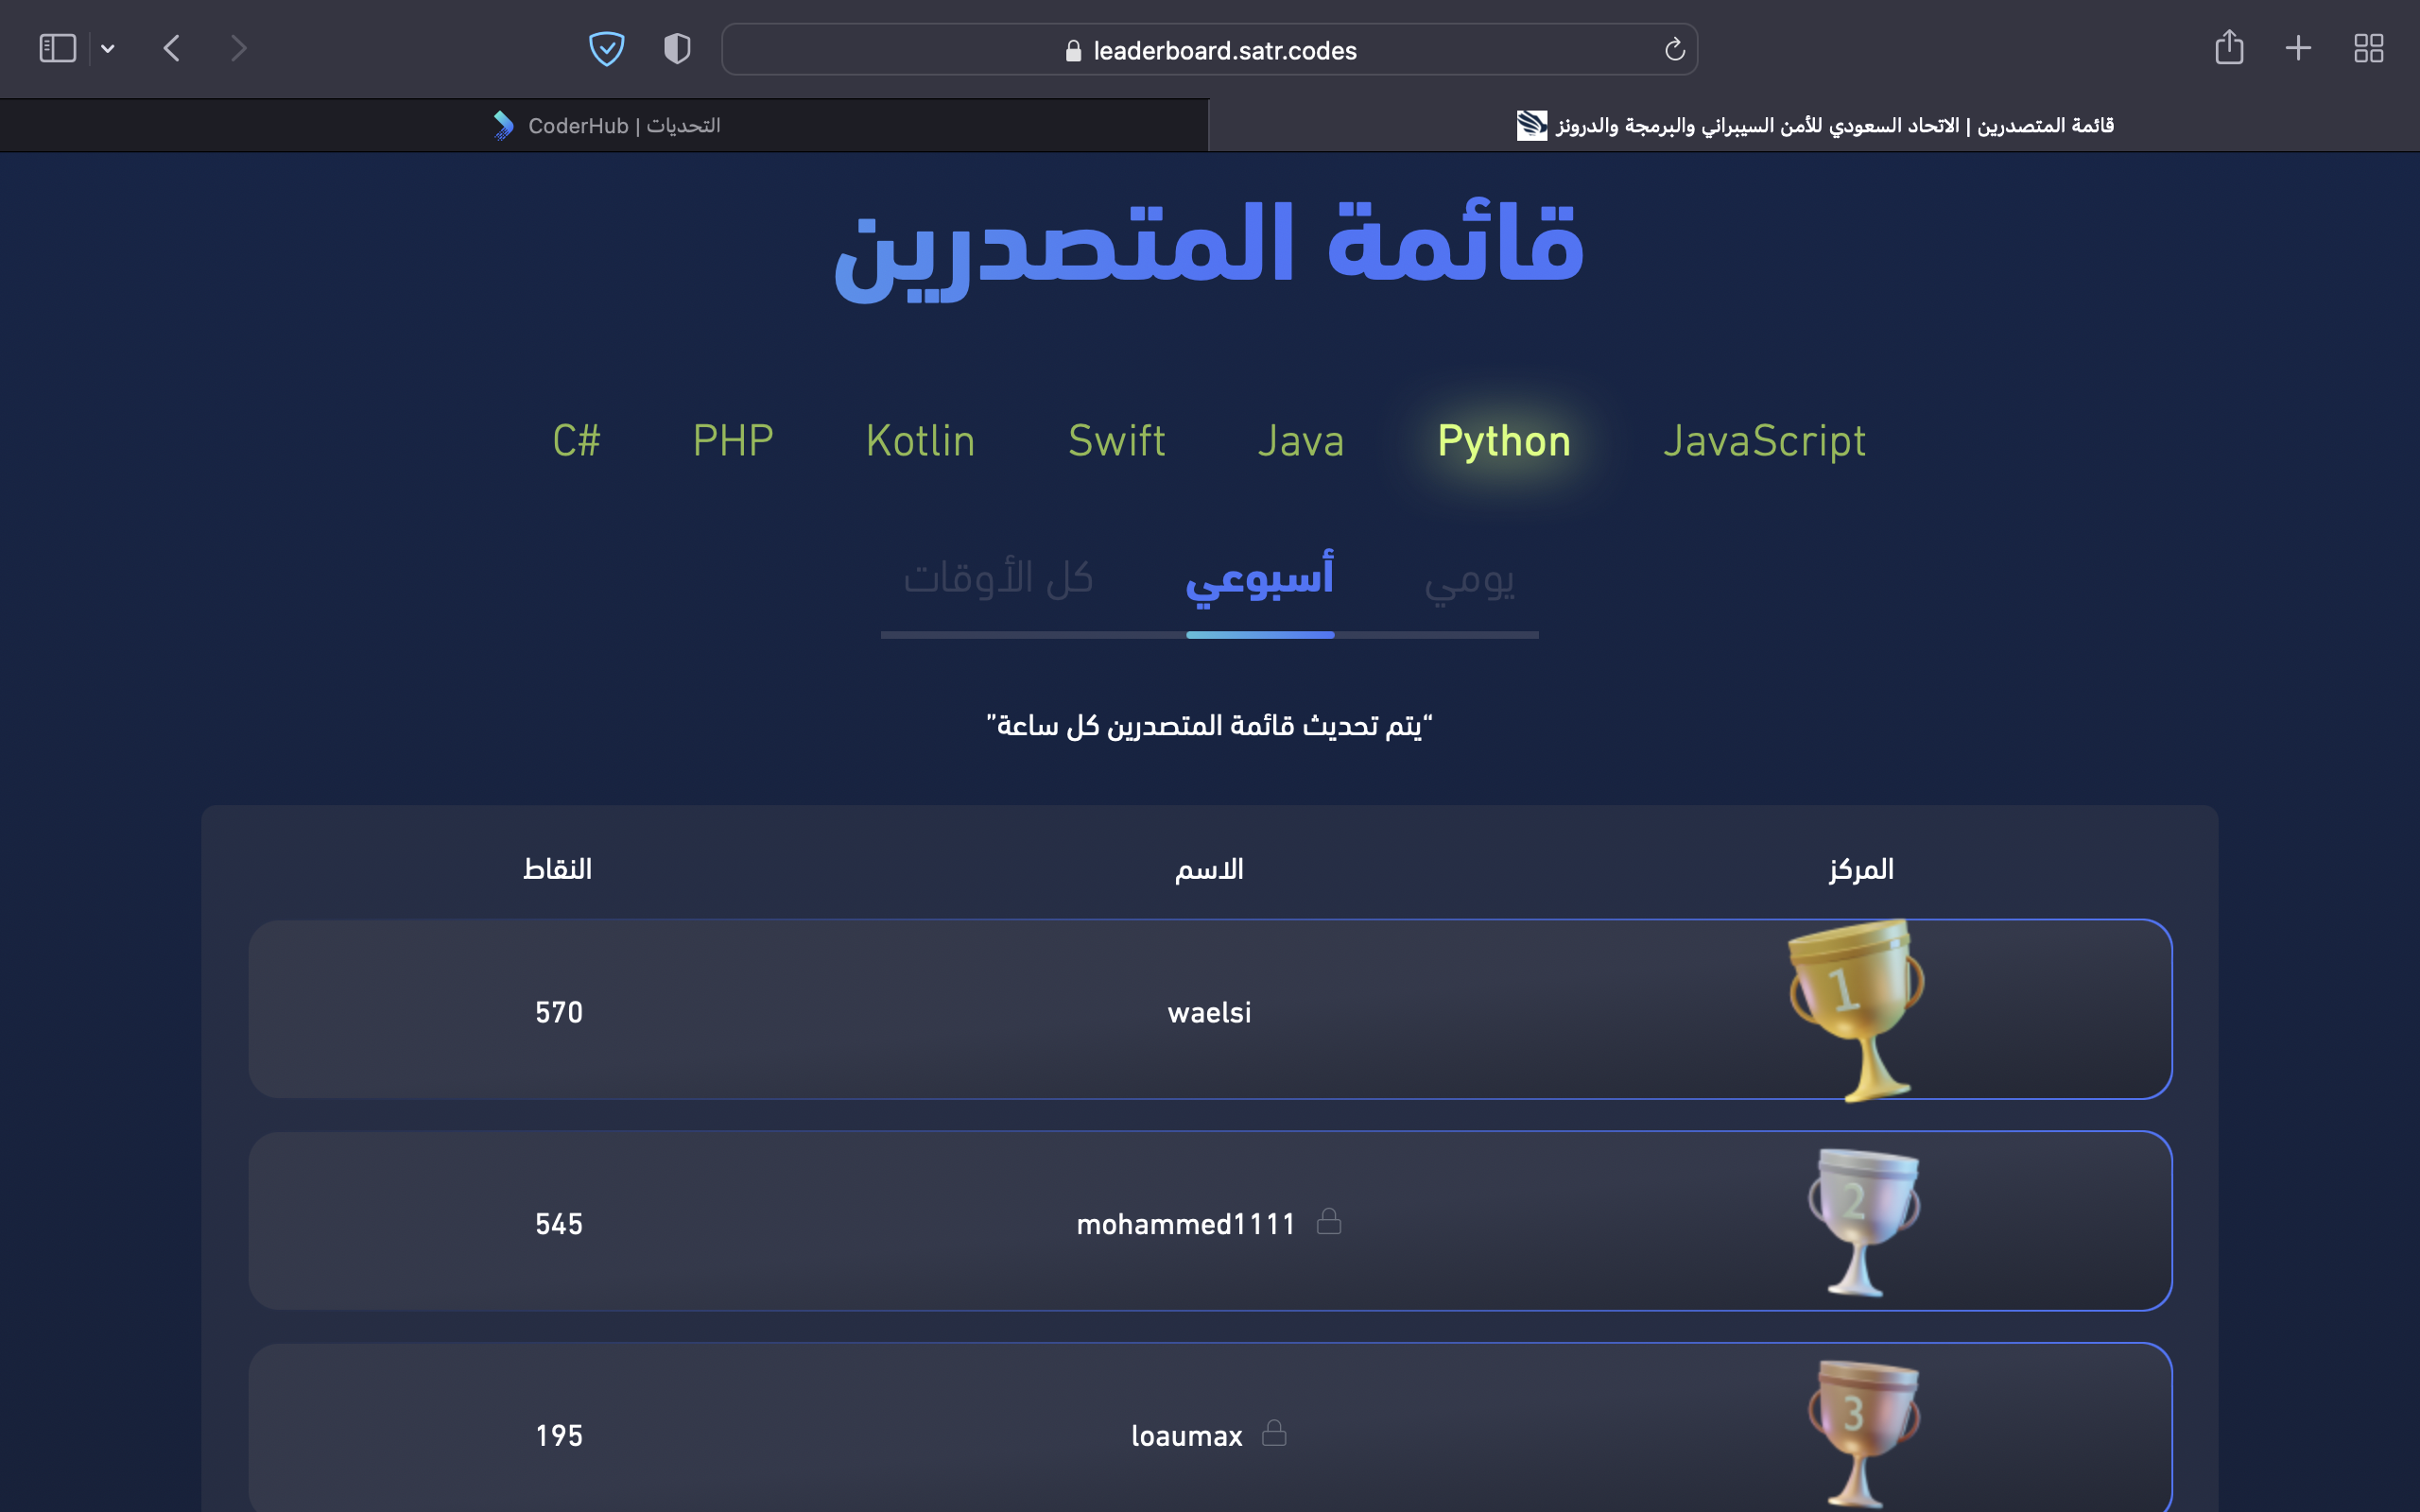 leaderboard.satr.codes
التحديات | CoderHub
قائمة المتصدرين | الاتحاد السعودي للأمن السيبراني والبرمجة والدرونز
قائمة المتصدرين
C# PHP Kotlin Swift Java Python JavaScript
يومي أسبوعي كل الأوقات
“يتم تحديث قائمة المتصدرين كل ساعة”
المركز الاسم النقاط
1 waelsi 570
2 mohammed1111 545
3 loaumax 195